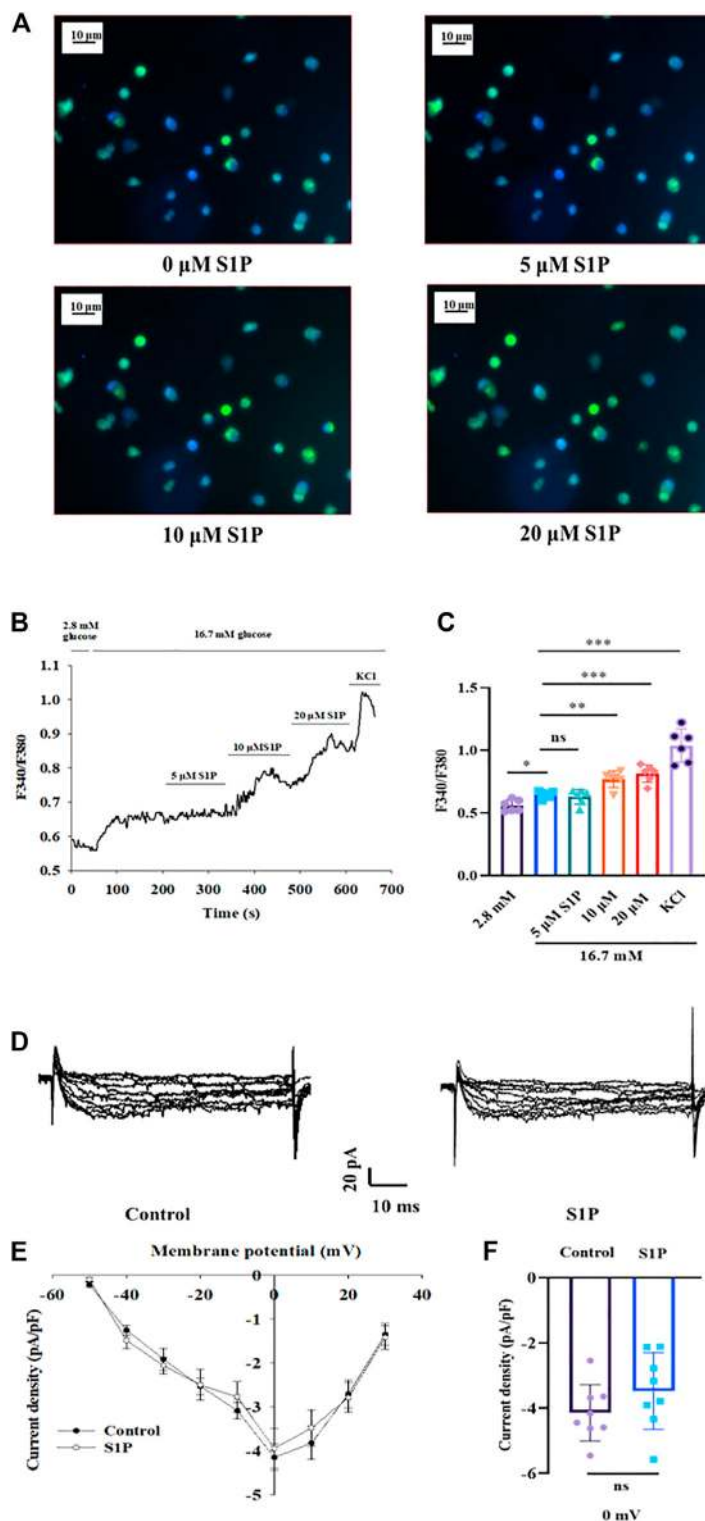 A
10 µm
10 µm
0 µM S1P
5 µM S1P
10 µm
10 µm
10 µM S1P
20 µM S1P
B
2.8 mM
glucose
16.7 mM glucose
1.1
1.0
0.9
0.8
0.7
0.6
0.5
F340/F380
5 µM S1P
10 µMS1P
20 µM S1P
KCl
0
100
200
300
400
500
600
700
Time (s)
C
***
***
**
ns
*
1.5
1.0
0.5
0.0
F340/F380
2.8 mM
5 µM S1P
10 µM
20 µM
KCl
16.7 mM
D
20 pA
10 ms
Control
S1P
E
Membrane potential (mV)
−60
−40
−20
0
20
40
0
-1
-2
-3
-4
-5
Current density (pA/pF)
Control
S1P
F
Control
S1P
0
-2
-4
-6
Current density (pA/pF)
ns
0 mV